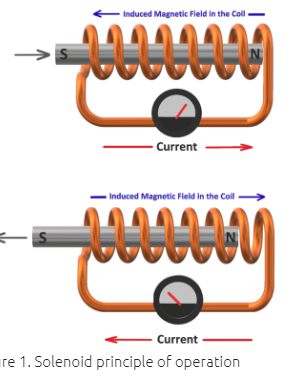 Induced Magnetic Field in the Coil
S N
Current
Induced Magnetic Field in the Coil
S N
Current
re 1. Solenoid principle of operation